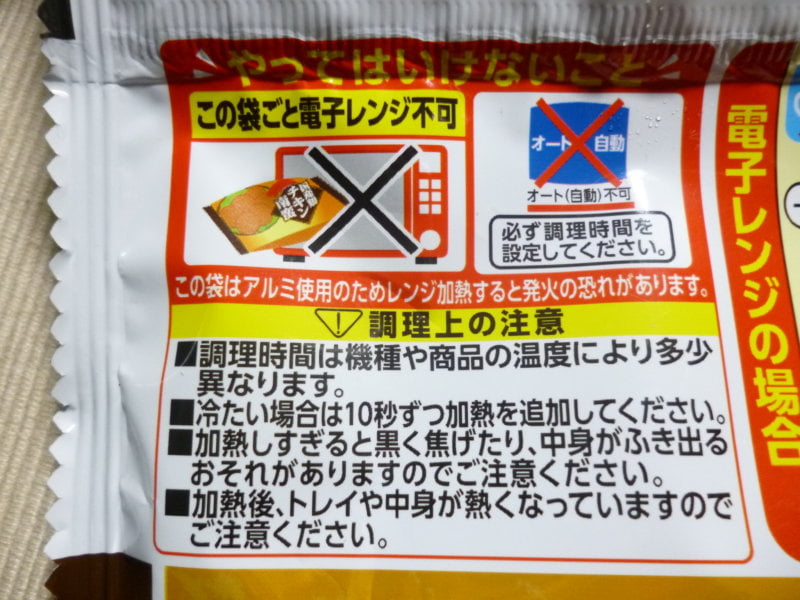 やってはいけないこと
この袋ごと電子レンジ不可
オート 自動
オート(自動)不可
必ず調理時間を
設定してください。
この袋はアルミ使用のためレンジ加熱すると発火の恐れがあります。
調理上の注意
■調理時間は機種や商品の温度により多少
異なります。
■冷たい場合は10秒ずつ加熱を追加してください。
■加熱しすぎると黒く焦げたり、中身がふき出る
おそれがありますのでご注意ください。
■加熱後、トレイや中身が熱くなっていますので
ご注意ください。
電子レンジの場合
チキン
南蛮